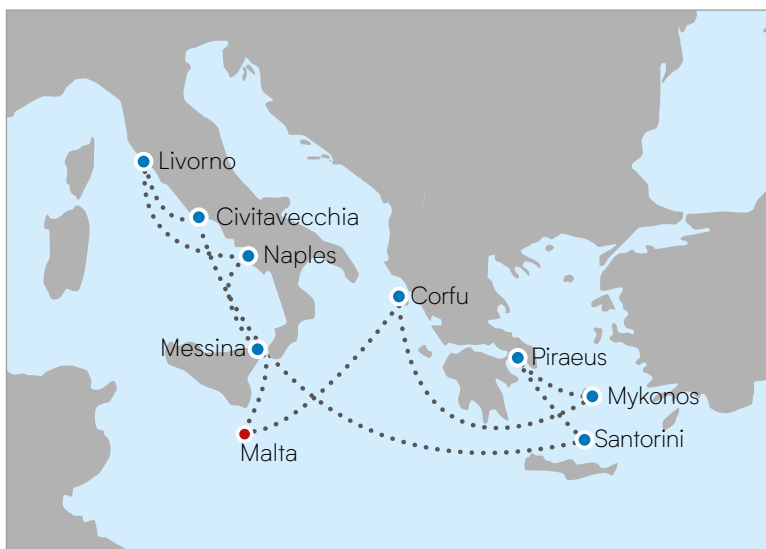 Livorno
Civitavecchia
Naples
Corfu
Messina
Piraeus
Mykonos
Santorini
Malta